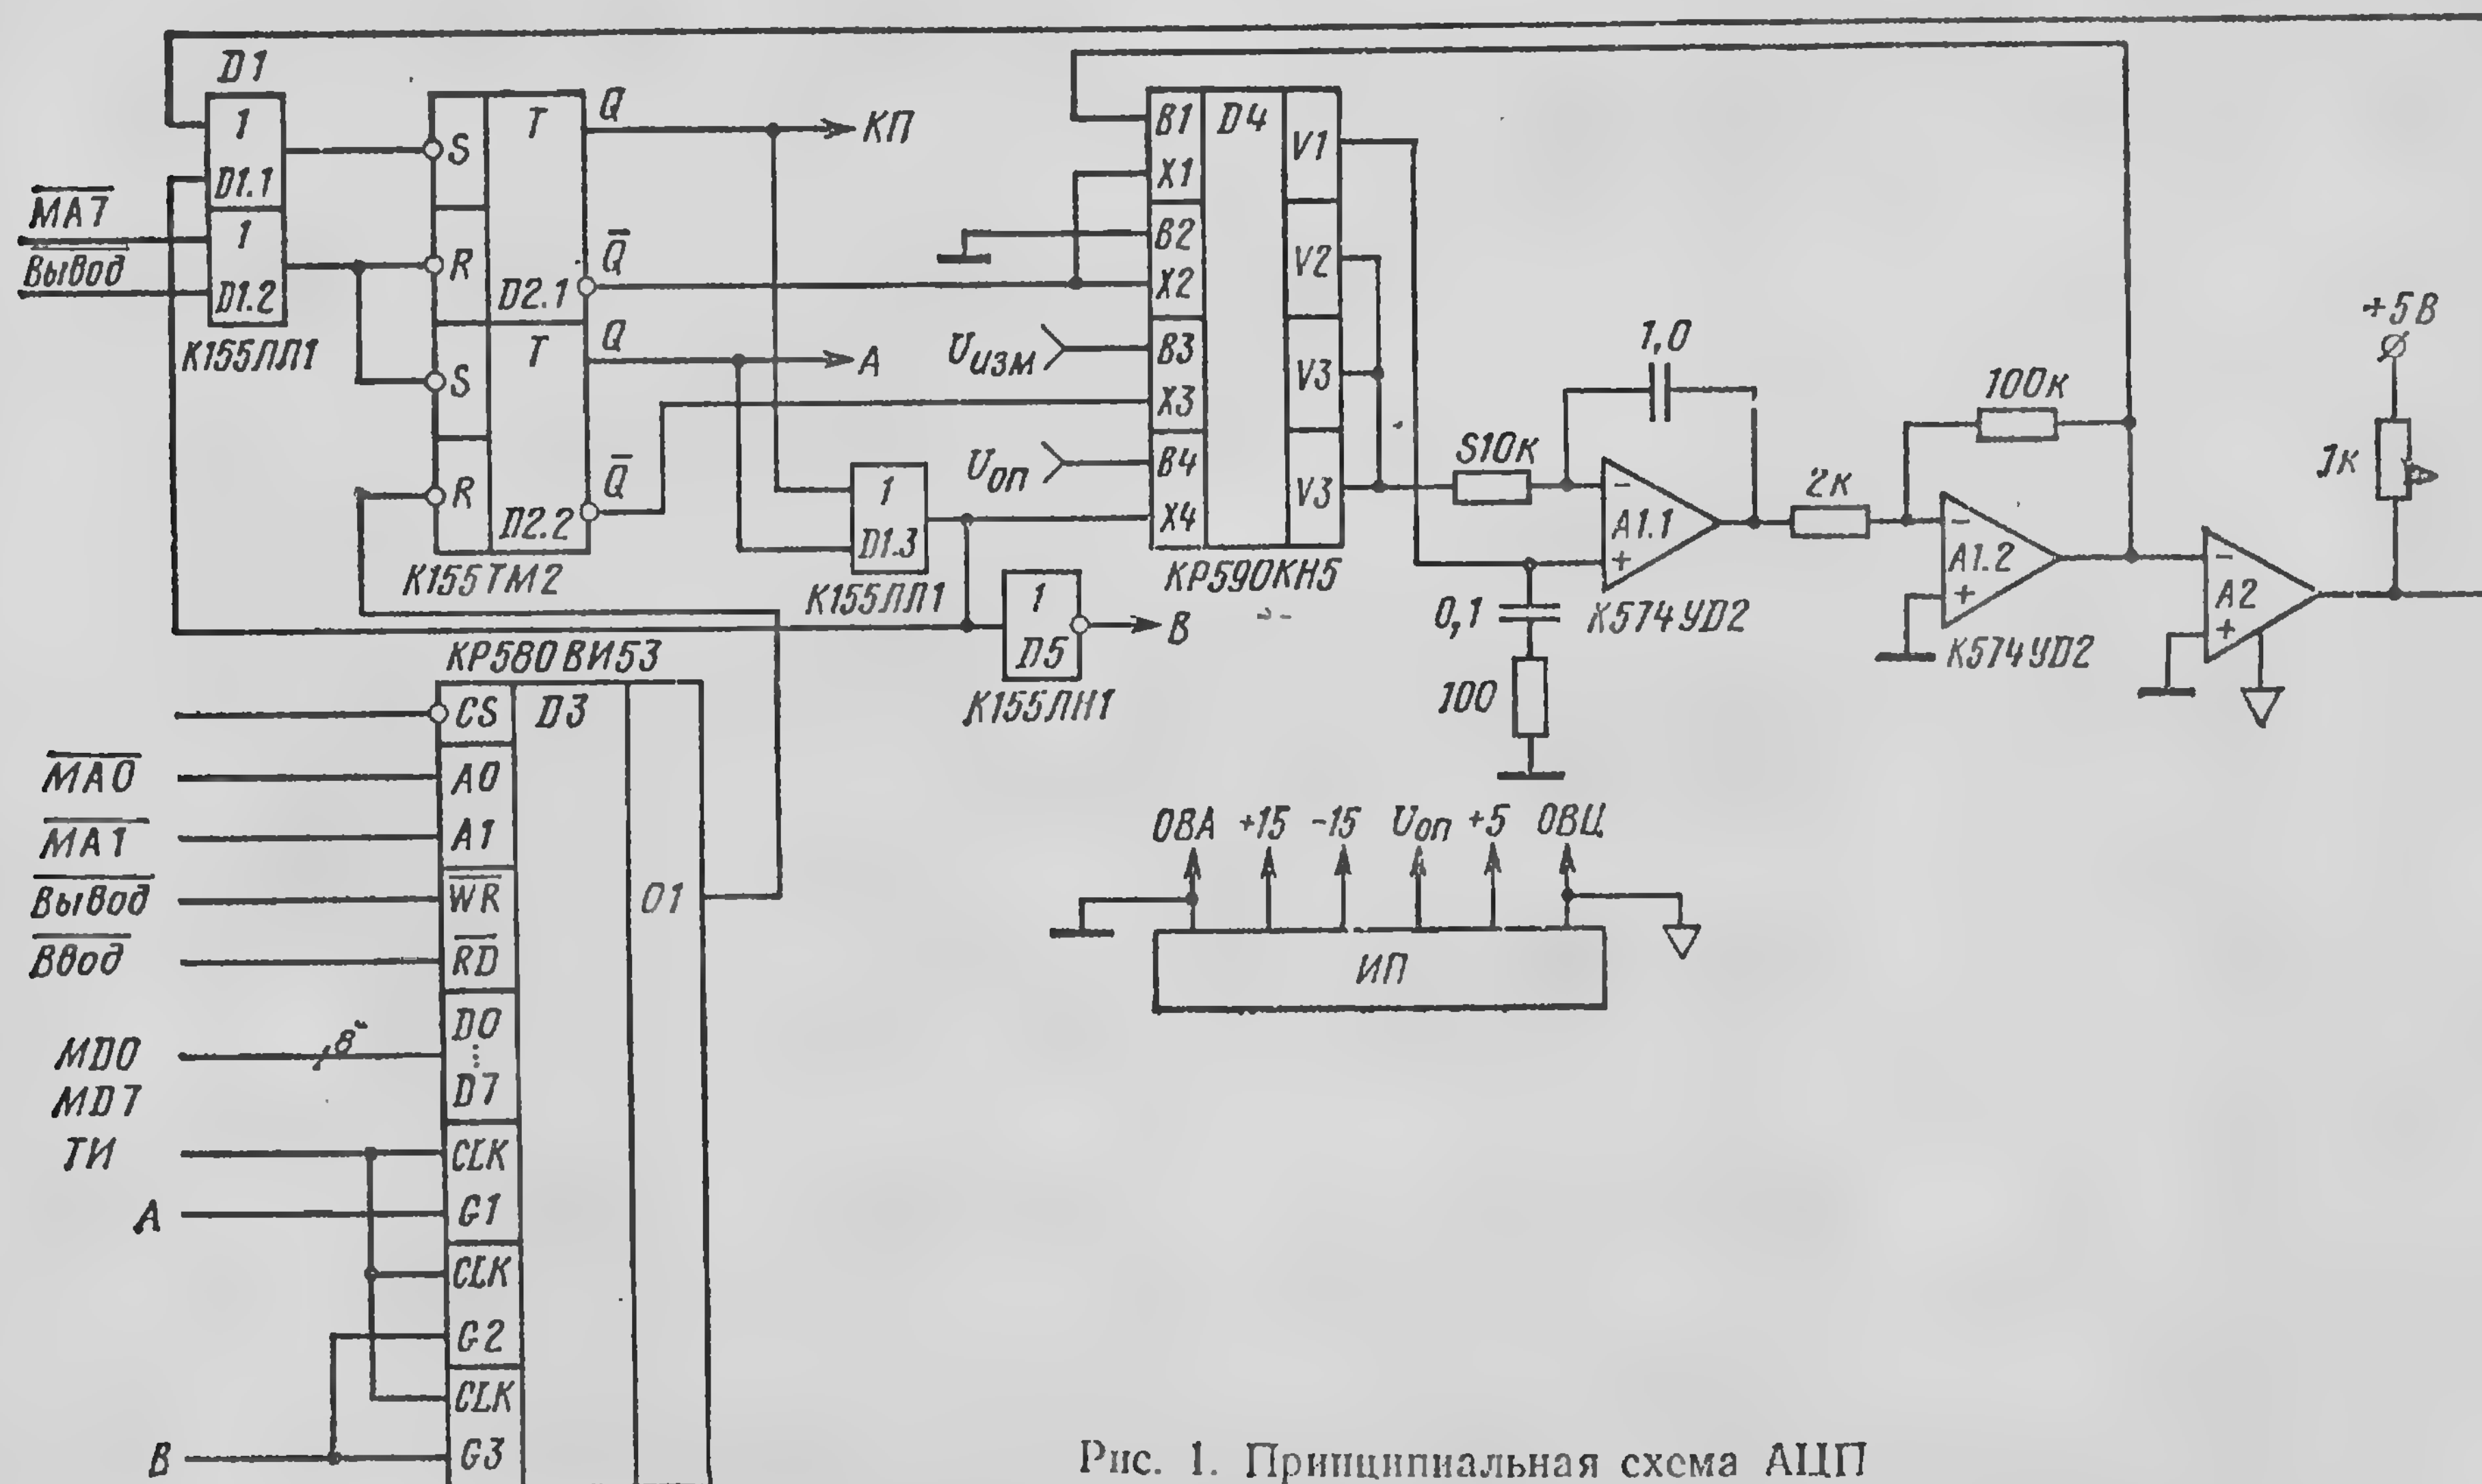 D1
1
D1.1
1
D1.2
К155ЛЛ1
МА7
Вывод
S
T
Q
КП
R
D2.1
Q
S
T
Q
А
R
D2.2
Q
К155ТМ2
1
D1.3
К155ЛЛ1
1
D5
В
К155ЛН1
B1
D4
V1
X1
B2
V2
X2
Uизм
B3
V3
X3
Uоп
B4
V3
X4
КР590КН5
S10к
1,0
A1.1
К574УД2
0,1
100
2к
100к
A1.2
К574УД2
A2
+5В
1к
КР580ВИ53
CS
D3
МА0
A0
МА1
A1
Вывод
WR
O1
Ввод
RD
MD0
8
D0
MD7
D7
ТИ
CLK
А
G1
CLK
G2
CLK
В
G3
0ВА +15 -15 Uоп +5 0ВЦ
ИП
Рис. 1. Принципиальная схема АЦП